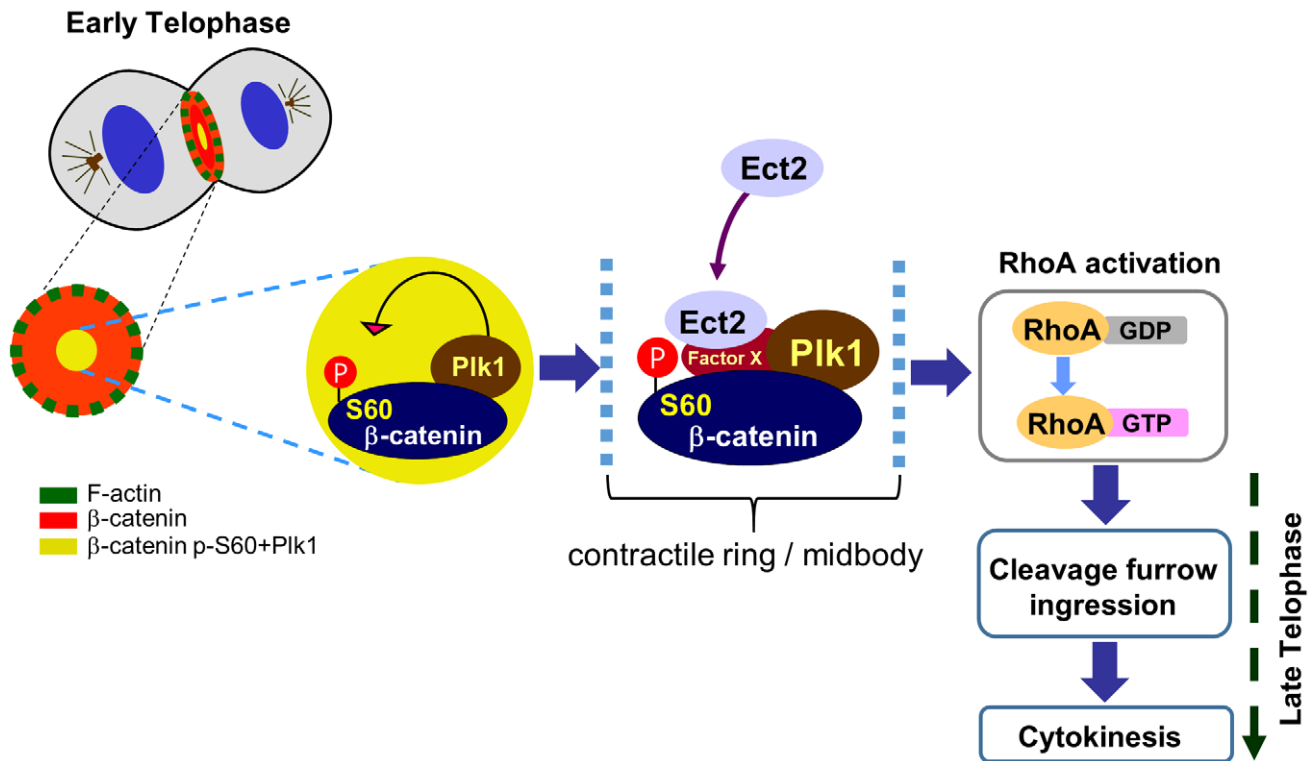 Early Telophase
Ect2
P
S60
β-catenin
Plk1
Ect2
Factor X
Plk1
P
S60
β-catenin
RhoA activation
RhoA GDP
RhoA GTP
F-actin
β-catenin
β-catenin p-S60+Plk1
contractile ring / midbody
Cleavage furrow
ingression
Cytokinesis
Late Telophase